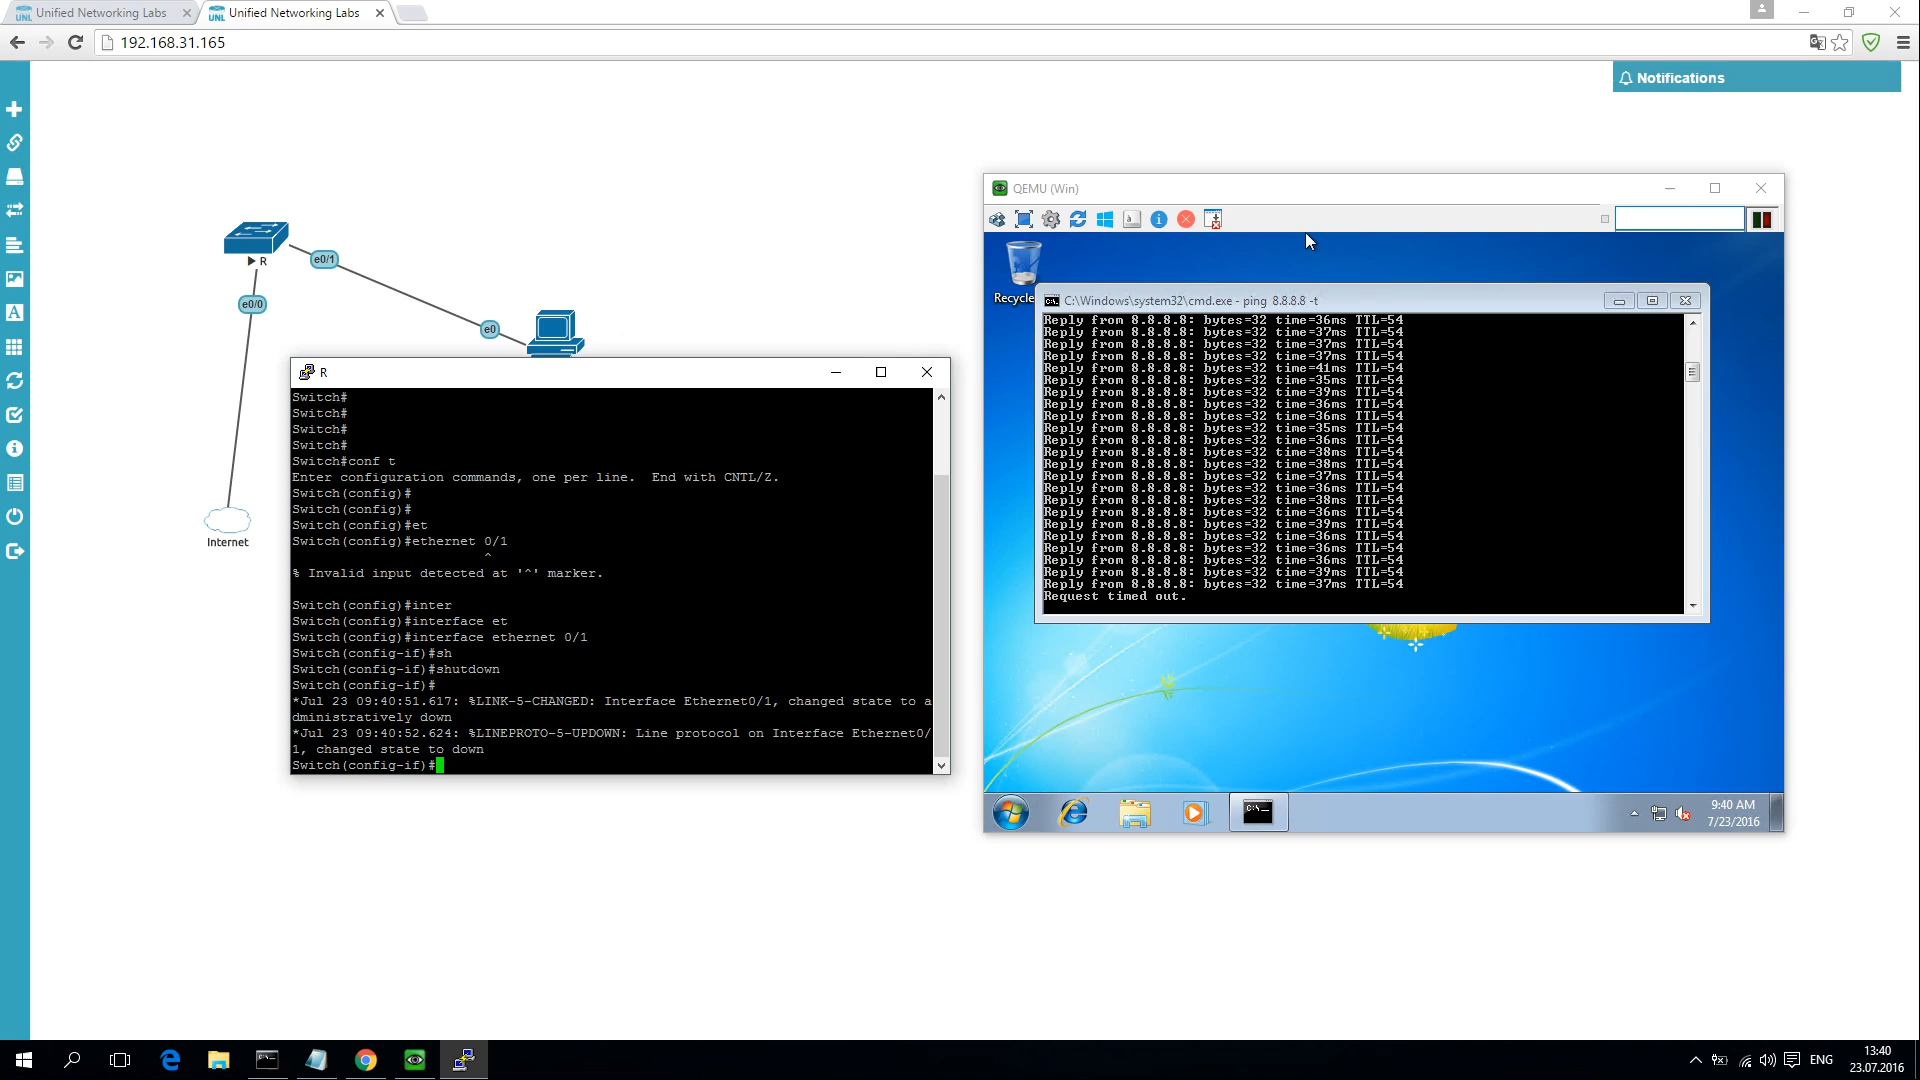 Unified Networking Labs
Unified Networking Labs
192.168.31.165
Notifications
R
e0/1
e0/0
e0
Internet
R
Switch#
Switch#
Switch#
Switch#
Switch#conf t
Enter configuration commands, one per line.  End with CNTL/Z.
Switch(config)#
Switch(config)#
Switch(config)#et
Switch(config)#ethernet 0/1
^
% Invalid input detected at '^' marker.
Switch(config)#inter
Switch(config)#interface et
Switch(config)#interface ethernet 0/1
Switch(config-if)#sh
Switch(config-if)#shutdown
Switch(config-if)#
*Jul 23 09:40:51.617: %LINK-5-CHANGED: Interface Ethernet0/1, changed state to a
dministratively down
*Jul 23 09:40:52.624: %LINEPROTO-5-UPDOWN: Line protocol on Interface Ethernet0/
1, changed state to down
Switch(config-if)#
QEMU (Win)
Recycle
C:\Windows\system32\cmd.exe - ping 8.8.8.8 -t
Reply from 8.8.8.8: bytes=32 time=36ms TTL=54
Reply from 8.8.8.8: bytes=32 time=37ms TTL=54
Reply from 8.8.8.8: bytes=32 time=37ms TTL=54
Reply from 8.8.8.8: bytes=32 time=37ms TTL=54
Reply from 8.8.8.8: bytes=32 time=41ms TTL=54
Reply from 8.8.8.8: bytes=32 time=35ms TTL=54
Reply from 8.8.8.8: bytes=32 time=39ms TTL=54
Reply from 8.8.8.8: bytes=32 time=36ms TTL=54
Reply from 8.8.8.8: bytes=32 time=36ms TTL=54
Reply from 8.8.8.8: bytes=32 time=35ms TTL=54
Reply from 8.8.8.8: bytes=32 time=36ms TTL=54
Reply from 8.8.8.8: bytes=32 time=38ms TTL=54
Reply from 8.8.8.8: bytes=32 time=38ms TTL=54
Reply from 8.8.8.8: bytes=32 time=37ms TTL=54
Reply from 8.8.8.8: bytes=32 time=36ms TTL=54
Reply from 8.8.8.8: bytes=32 time=38ms TTL=54
Reply from 8.8.8.8: bytes=32 time=36ms TTL=54
Reply from 8.8.8.8: bytes=32 time=39ms TTL=54
Reply from 8.8.8.8: bytes=32 time=36ms TTL=54
Reply from 8.8.8.8: bytes=32 time=36ms TTL=54
Reply from 8.8.8.8: bytes=32 time=36ms TTL=54
Reply from 8.8.8.8: bytes=32 time=39ms TTL=54
Reply from 8.8.8.8: bytes=32 time=37ms TTL=54
Request timed out.
9:40 AM
7/23/2016
ENG
13:40
23.07.2016